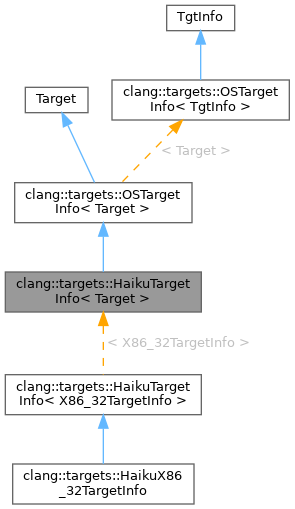 TgtInfo
clang::targets::OSTarget
Info< TgtInfo >
Target
< Target >
clang::targets::OSTarget
Info< Target >
clang::targets::HaikuTarget
Info< Target >
< X86_32TargetInfo >
clang::targets::HaikuTarget
Info< X86_32TargetInfo >
clang::targets::HaikuX86
_32TargetInfo